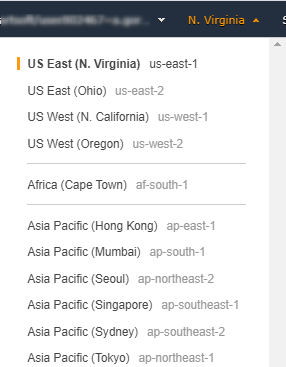 N. Virginia
US East (N. Virginia) us-east-1
US East (Ohio) us-east-2
US West (N. California) us-west-1
US West (Oregon) us-west-2
Africa (Cape Town) af-south-1
Asia Pacific (Hong Kong) ap-east-1
Asia Pacific (Mumbai) ap-south-1
Asia Pacific (Seoul) ap-northeast-2
Asia Pacific (Singapore) ap-southeast-1
Asia Pacific (Sydney) ap-southeast-2
Asia Pacific (Tokyo) ap-northeast-1